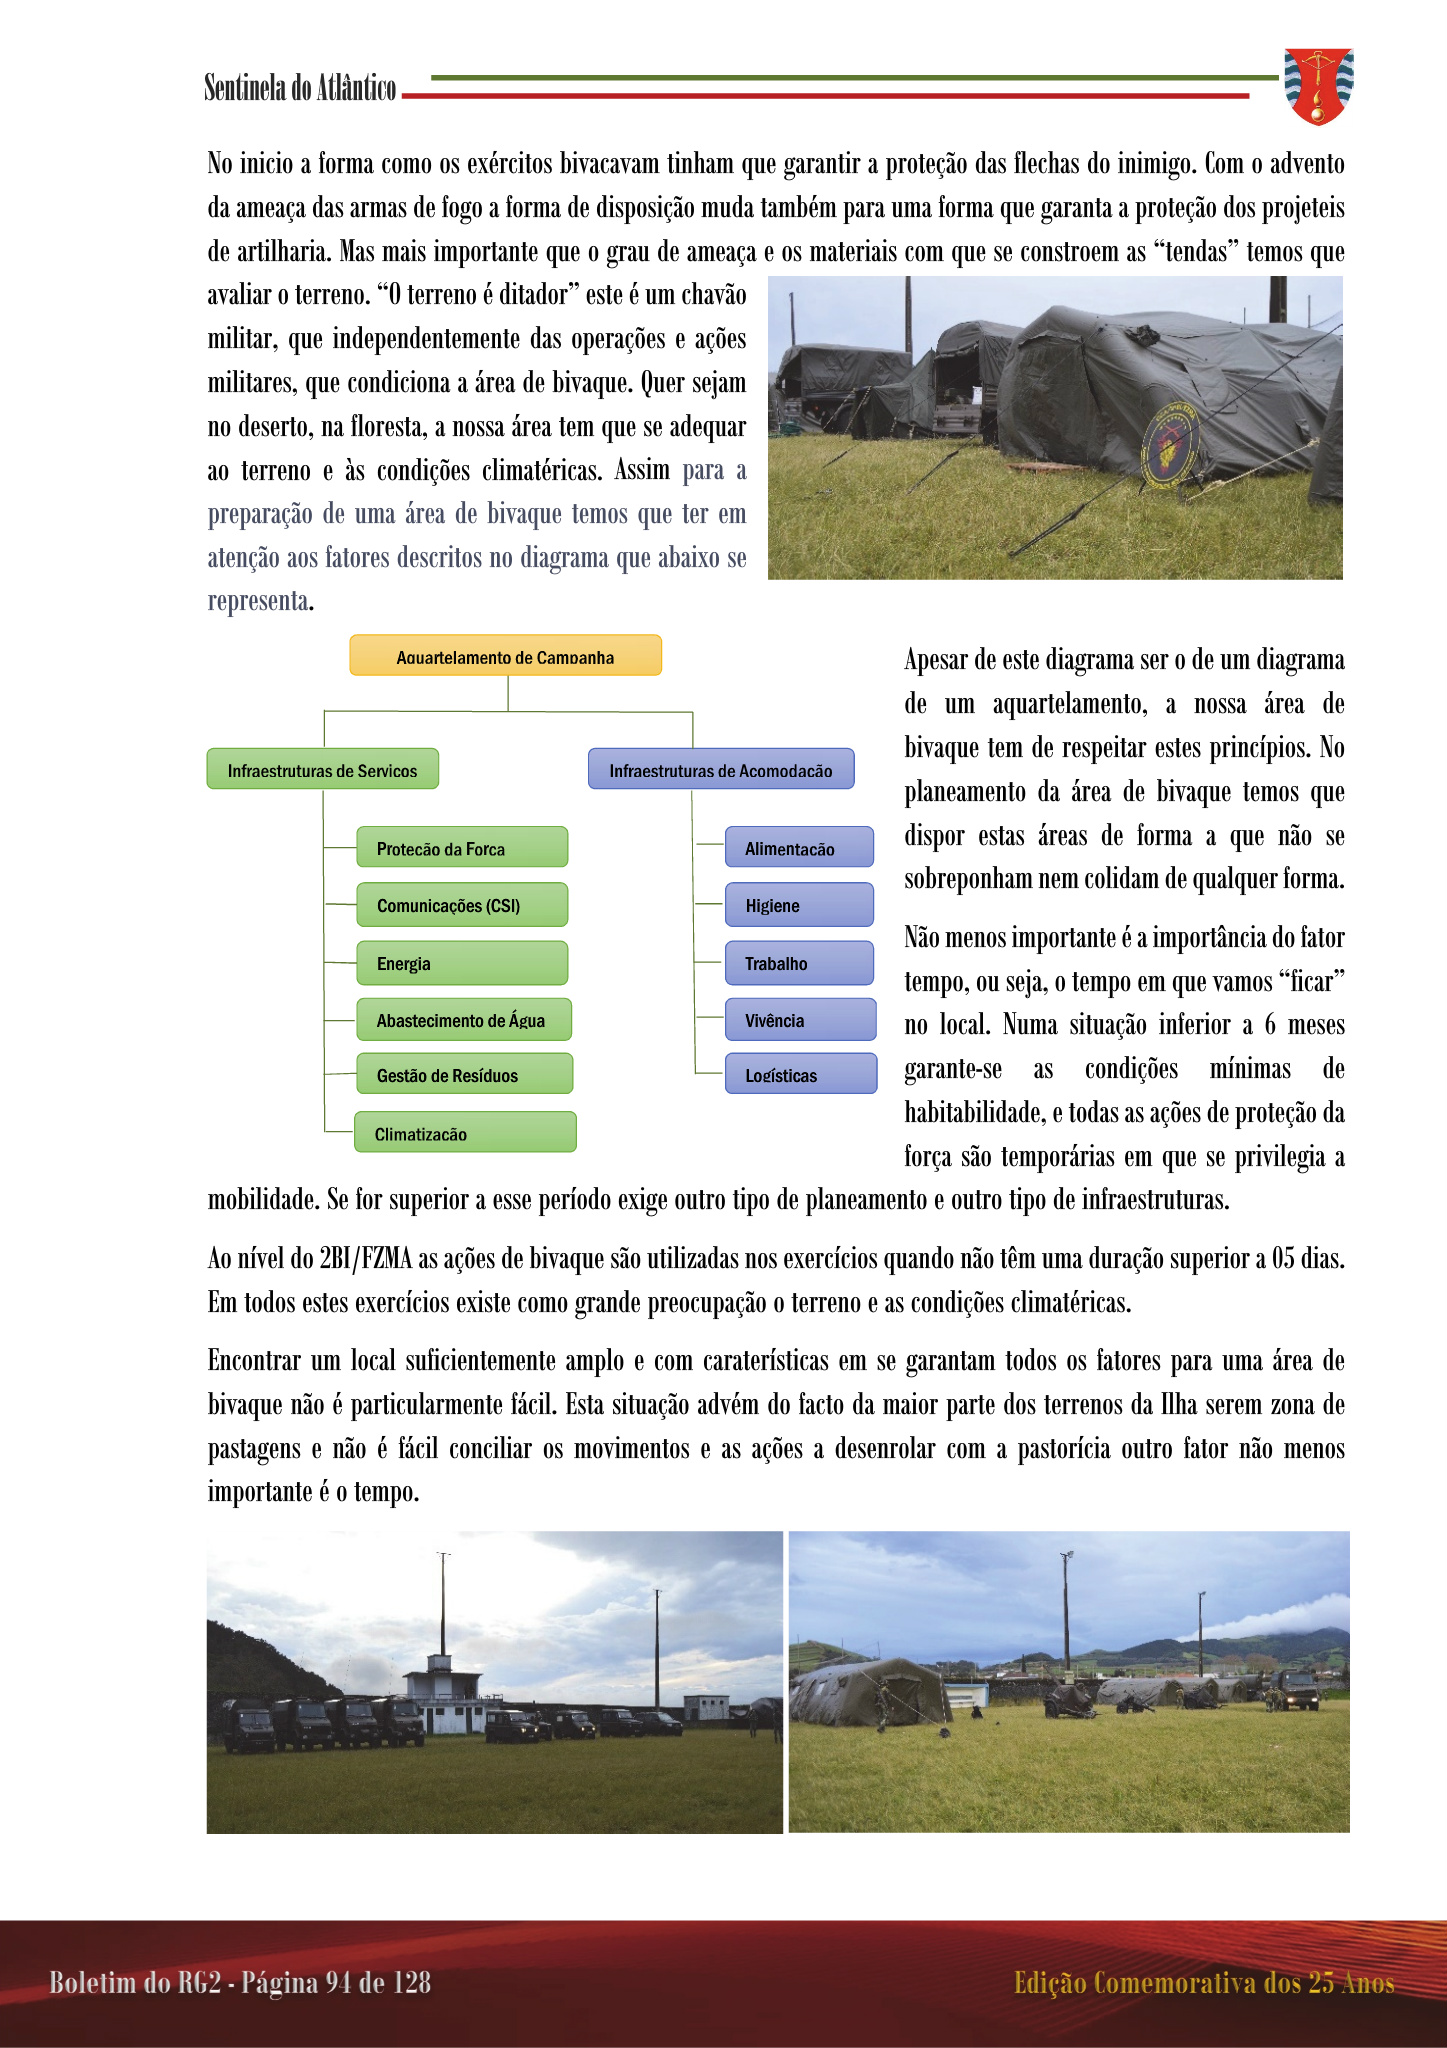 Sentinela do Atlântico
No inicio a forma como os exércitos bivacavam tinham que garantir a proteção das flechas do inimigo. Com o advento
da ameaça das armas de fogo a forma de disposição muda também para uma forma que garanta a proteção dos projeteis
de artilharia. Mas mais importante que o grau de ameaça e os materiais com que se constroem as “tendas” temos que
avaliar o terreno. “O terreno é ditador” este é um chavão
militar, que independentemente das operações e ações
militares, que condiciona a área de bivaque. Quer sejam
no deserto, na floresta, a nossa área tem que se adequar
ao terreno e às condições climatéricas. Assim para a
preparação de uma área de bivaque temos que ter em
atenção aos fatores descritos no diagrama que abaixo se
representa.
Aquartelamento de Campanha
Infraestruturas de Serviços
Infraestruturas de Acomodação
Proteção da Força
Comunicações (CSI)
Energia
Abastecimento de Água
Gestão de Resíduos
Climatização
Alimentação
Higiene
Trabalho
Vivência
Logísticas
Apesar de este diagrama ser o de um diagrama
de um aquartelamento, a nossa área de
bivaque tem de respeitar estes princípios. No
planeamento da área de bivaque temos que
dispor estas áreas de forma a que não se
sobreponham nem colidam de qualquer forma.
Não menos importante é a importância do fator
tempo, ou seja, o tempo em que vamos “ficar”
no local. Numa situação inferior a 6 meses
garante-se as condições mínimas de
habitabilidade, e todas as ações de proteção da
força são temporárias em que se privilegia a
mobilidade. Se for superior a esse período exige outro tipo de planeamento e outro tipo de infraestruturas.
Ao nível do 2BI/FZMA as ações de bivaque são utilizadas nos exercícios quando não têm uma duração superior a 05 dias.
Em todos estes exercícios existe como grande preocupação o terreno e as condições climatéricas.
Encontrar um local suficientemente amplo e com caraterísticas em se garantam todos os fatores para uma área de
bivaque não é particularmente fácil. Esta situação advém do facto da maior parte dos terrenos da Ilha serem zona de
pastagens e não é fácil conciliar os movimentos e as ações a desenrolar com a pastorícia outro fator não menos
importante é o tempo.
Boletim do RG2 - Página 94 de 128
Edição Comemorativa dos 25 Anos